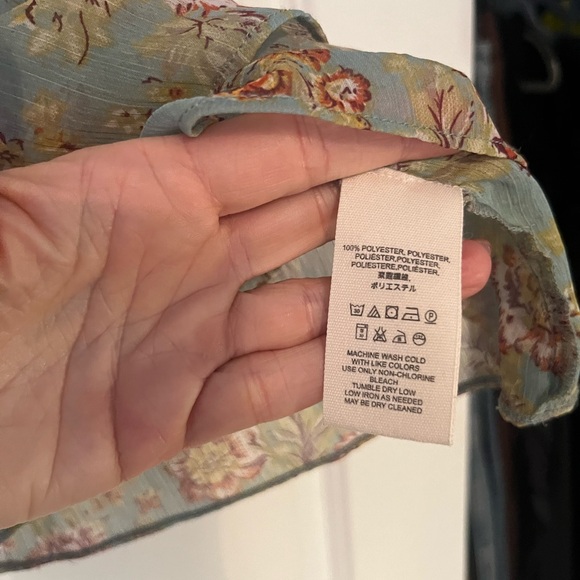 100% POLYESTER, POLYESTER,
POLIÉSTER,POLYESTER,
POLIESTERE,POLIÉSTER,
聚酯纖維,
ポリエステル
30
P
MACHINE WASH COLD
WITH LIKE COLORS
USE ONLY NON-CHLORINE
BLEACH
TUMBLE DRY LOW
LOW IRON AS NEEDED
MAY BE DRY CLEANED